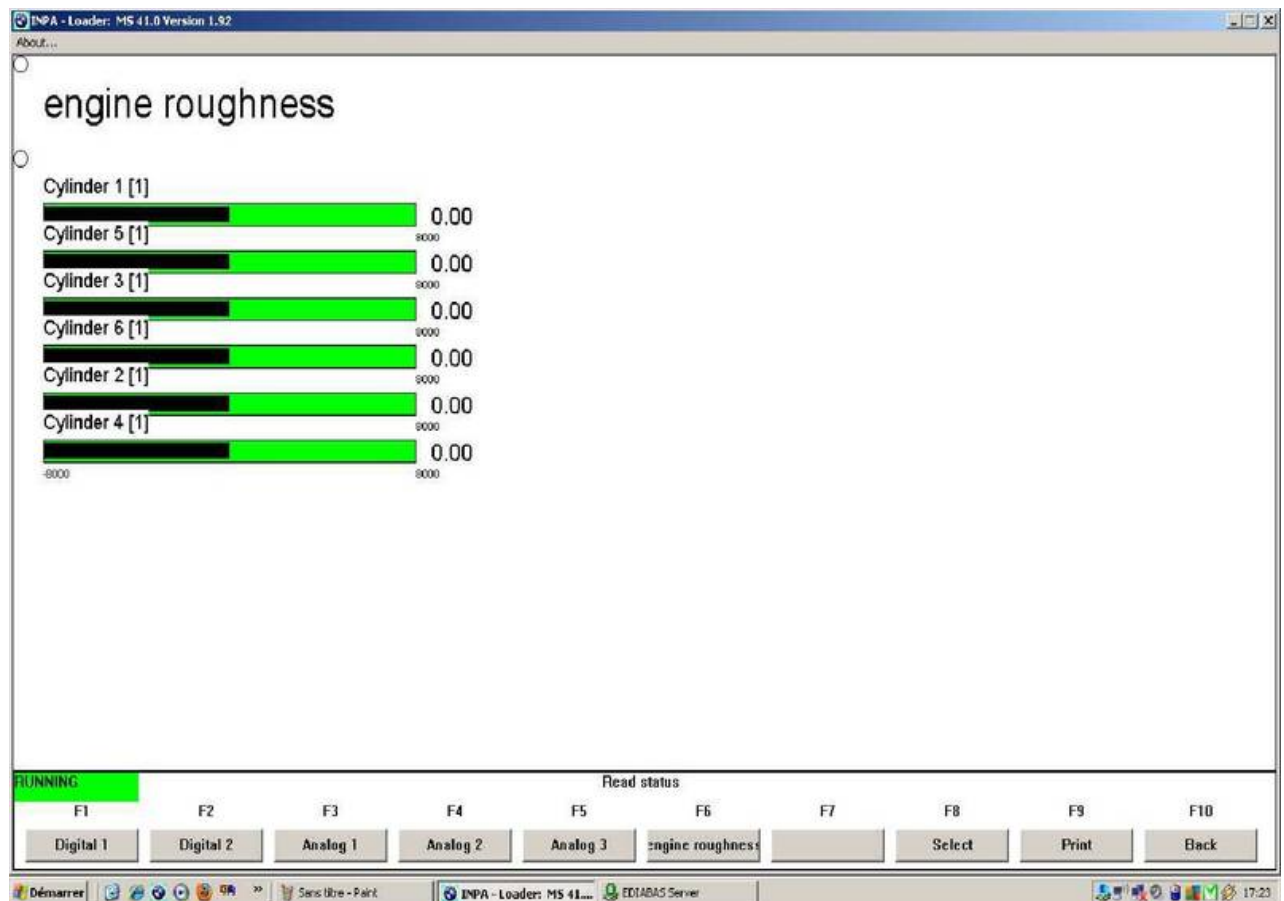 INPA - Loader: MS 41.0 Version 1.92
About...
engine roughness
Cylinder 1 [1]
0.00
8000
Cylinder 5 [1]
0.00
8000
Cylinder 3 [1]
0.00
8000
Cylinder 6 [1]
0.00
8000
Cylinder 2 [1]
0.00
8000
Cylinder 4 [1]
0.00
-8000 8000
RUNNING Read status
F1 F2 F3 F4 F5 F6 F7 F8 F9 F10
Digital 1 Digital 2 Analog 1 Analog 2 Analog 3 engine roughness Select Print Back
Démarrer » Sans titre - Paint INPA - Loader: MS 41.... EDIABAS Server 17:23